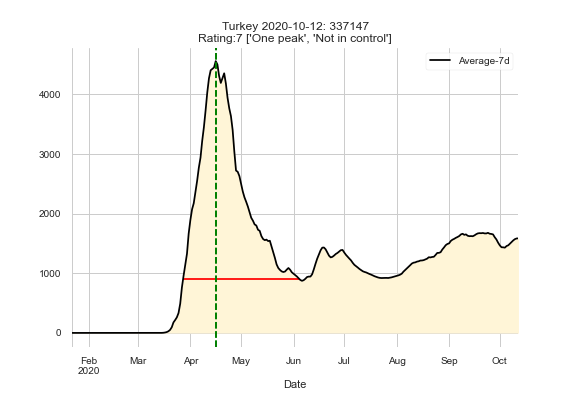 Turkey 2020-10-12: 337147
Rating:7 ['One peak', 'Not in control']
Average-7d
4000
3000
2000
1000
0
Feb Mar Apr May Jun Jul Aug Sep Oct
2020
Date